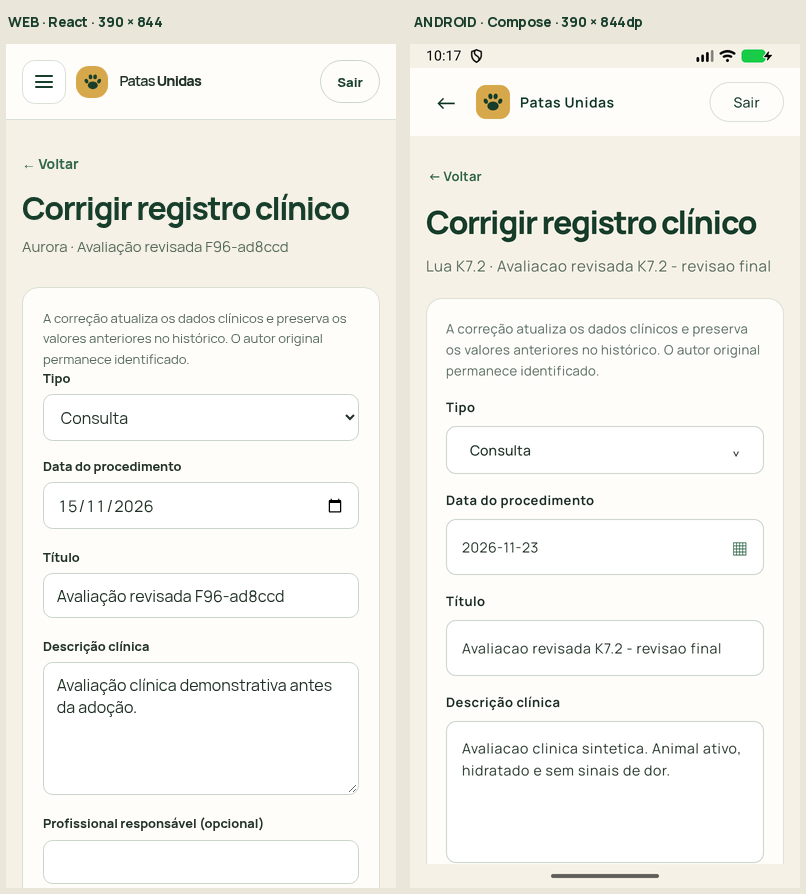 WEB · React · 390 × 844
Patas Unidas
Sair
← Voltar
Corrigir registro clínico
Aurora · Avaliação revisada F96-ad8ccd
A correção atualiza os dados clínicos e preserva os
valores anteriores no histórico. O autor original
permanece identificado.
Tipo
Consulta
Data do procedimento
15/11/2026
Título
Avaliação revisada F96-ad8ccd
Descrição clínica
Avaliação clínica demonstrativa antes
da adoção.
Profissional responsável (opcional)
ANDROID · Compose · 390 × 844dp
10:17
← Patas Unidas
Sair
← Voltar
Corrigir registro clínico
Lua K7.2 · Avaliacao revisada K7.2 - revisao final
A correção atualiza os dados clínicos e preserva
os valores anteriores no histórico. O autor original
permanece identificado.
Tipo
Consulta
v
Data do procedimento
2026-11-23
Título
Avaliacao revisada K7.2 - revisao final
Descrição clínica
Avaliacao clinica sintetica. Animal ativo,
hidratado e sem sinais de dor.